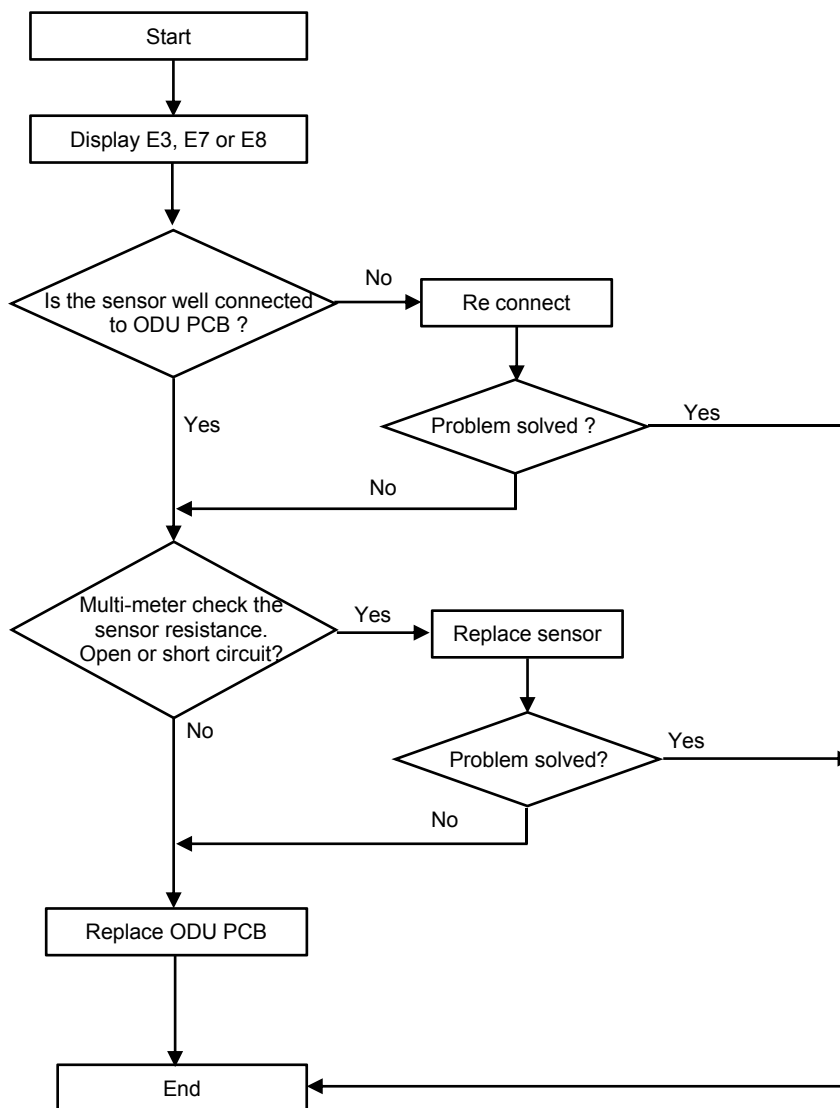 Start
Display E3, E7 or E8
Is the sensor well connected
to ODU PCB ?
No
Re connect
Yes
Problem solved ?
Yes
No
Multi-meter check the
sensor resistance.
Open or short circuit?
Yes
Replace sensor
No
Problem solved?
Yes
No
Replace ODU PCB
End